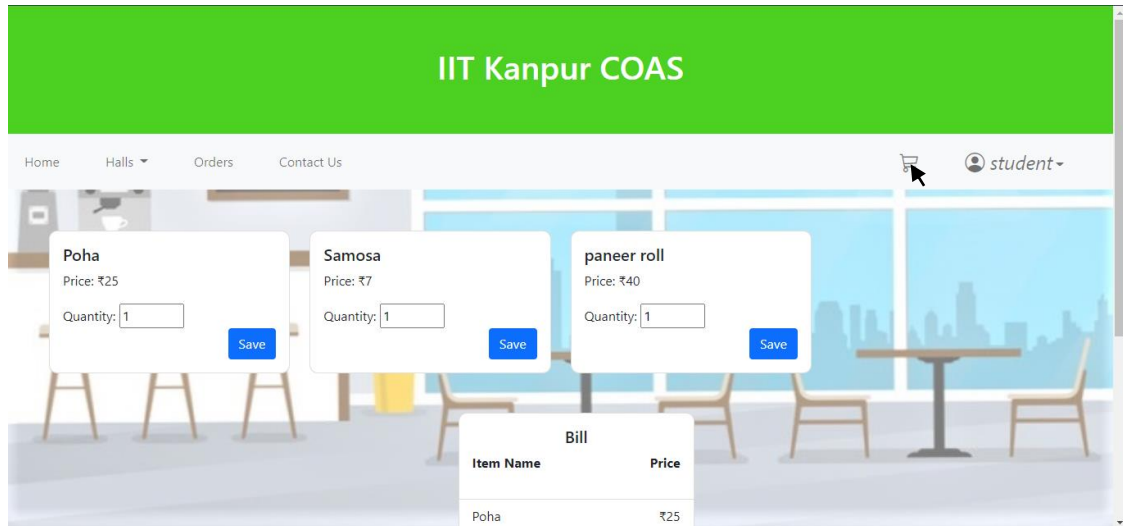 IIT Kanpur COAS
Home Halls Orders Contact Us student
Poha
Price: ₹25
Quantity: 1
Save
Samosa
Price: ₹7
Quantity: 1
Save
paneer roll
Price: ₹40
Quantity: 1
Save
Bill
Item Name Price
Poha ₹25